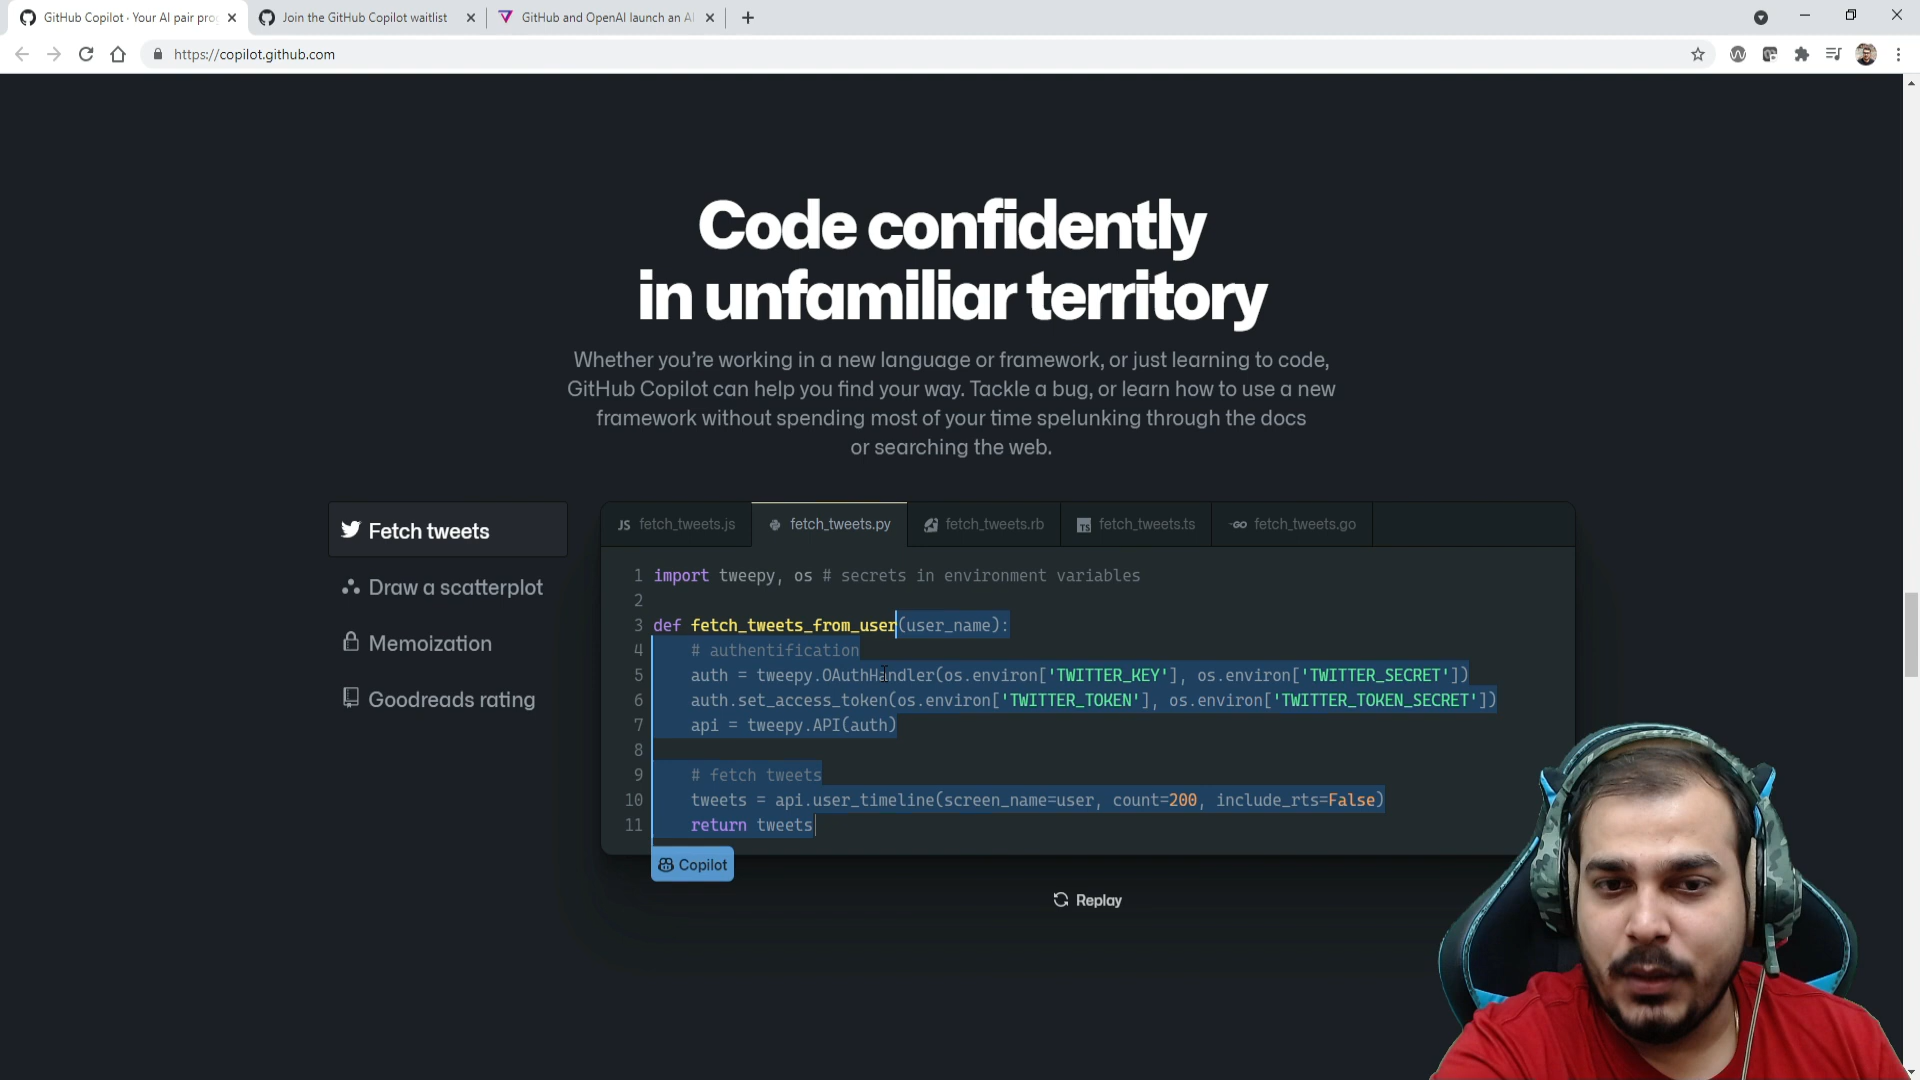 GitHub Copilot · Your AI pair pro
Join the GitHub Copilot waitlist
GitHub and OpenAI launch an AI
https://copilot.github.com
Code confidently
in unfamiliar territory
Whether you're working in a new language or framework, or just learning to code,
GitHub Copilot can help you find your way. Tackle a bug, or learn how to use a new
framework without spending most of your time spelunking through the docs
or searching the web.
Fetch tweets
Draw a scatterplot
Memoization
Goodreads rating
JS fetch_tweets.js
fetch_tweets.py
fetch_tweets.rb
TS fetch_tweets.ts
GO fetch_tweets.go
1 import tweepy, os # secrets in environment variables
2
3 def fetch_tweets_from_user(user_name):
4 # authentification
5 auth = tweepy.OAuthHandler(os.environ['TWITTER_KEY'], os.environ['TWITTER_SECRET'])
6 auth.set_access_token(os.environ['TWITTER_TOKEN'], os.environ['TWITTER_TOKEN_SECRET'])
7 api = tweepy.API(auth)
8
9 # fetch tweets
10 tweets = api.user_timeline(screen_name=user, count=200, include_rts=False)
11 return tweets
Copilot
Replay